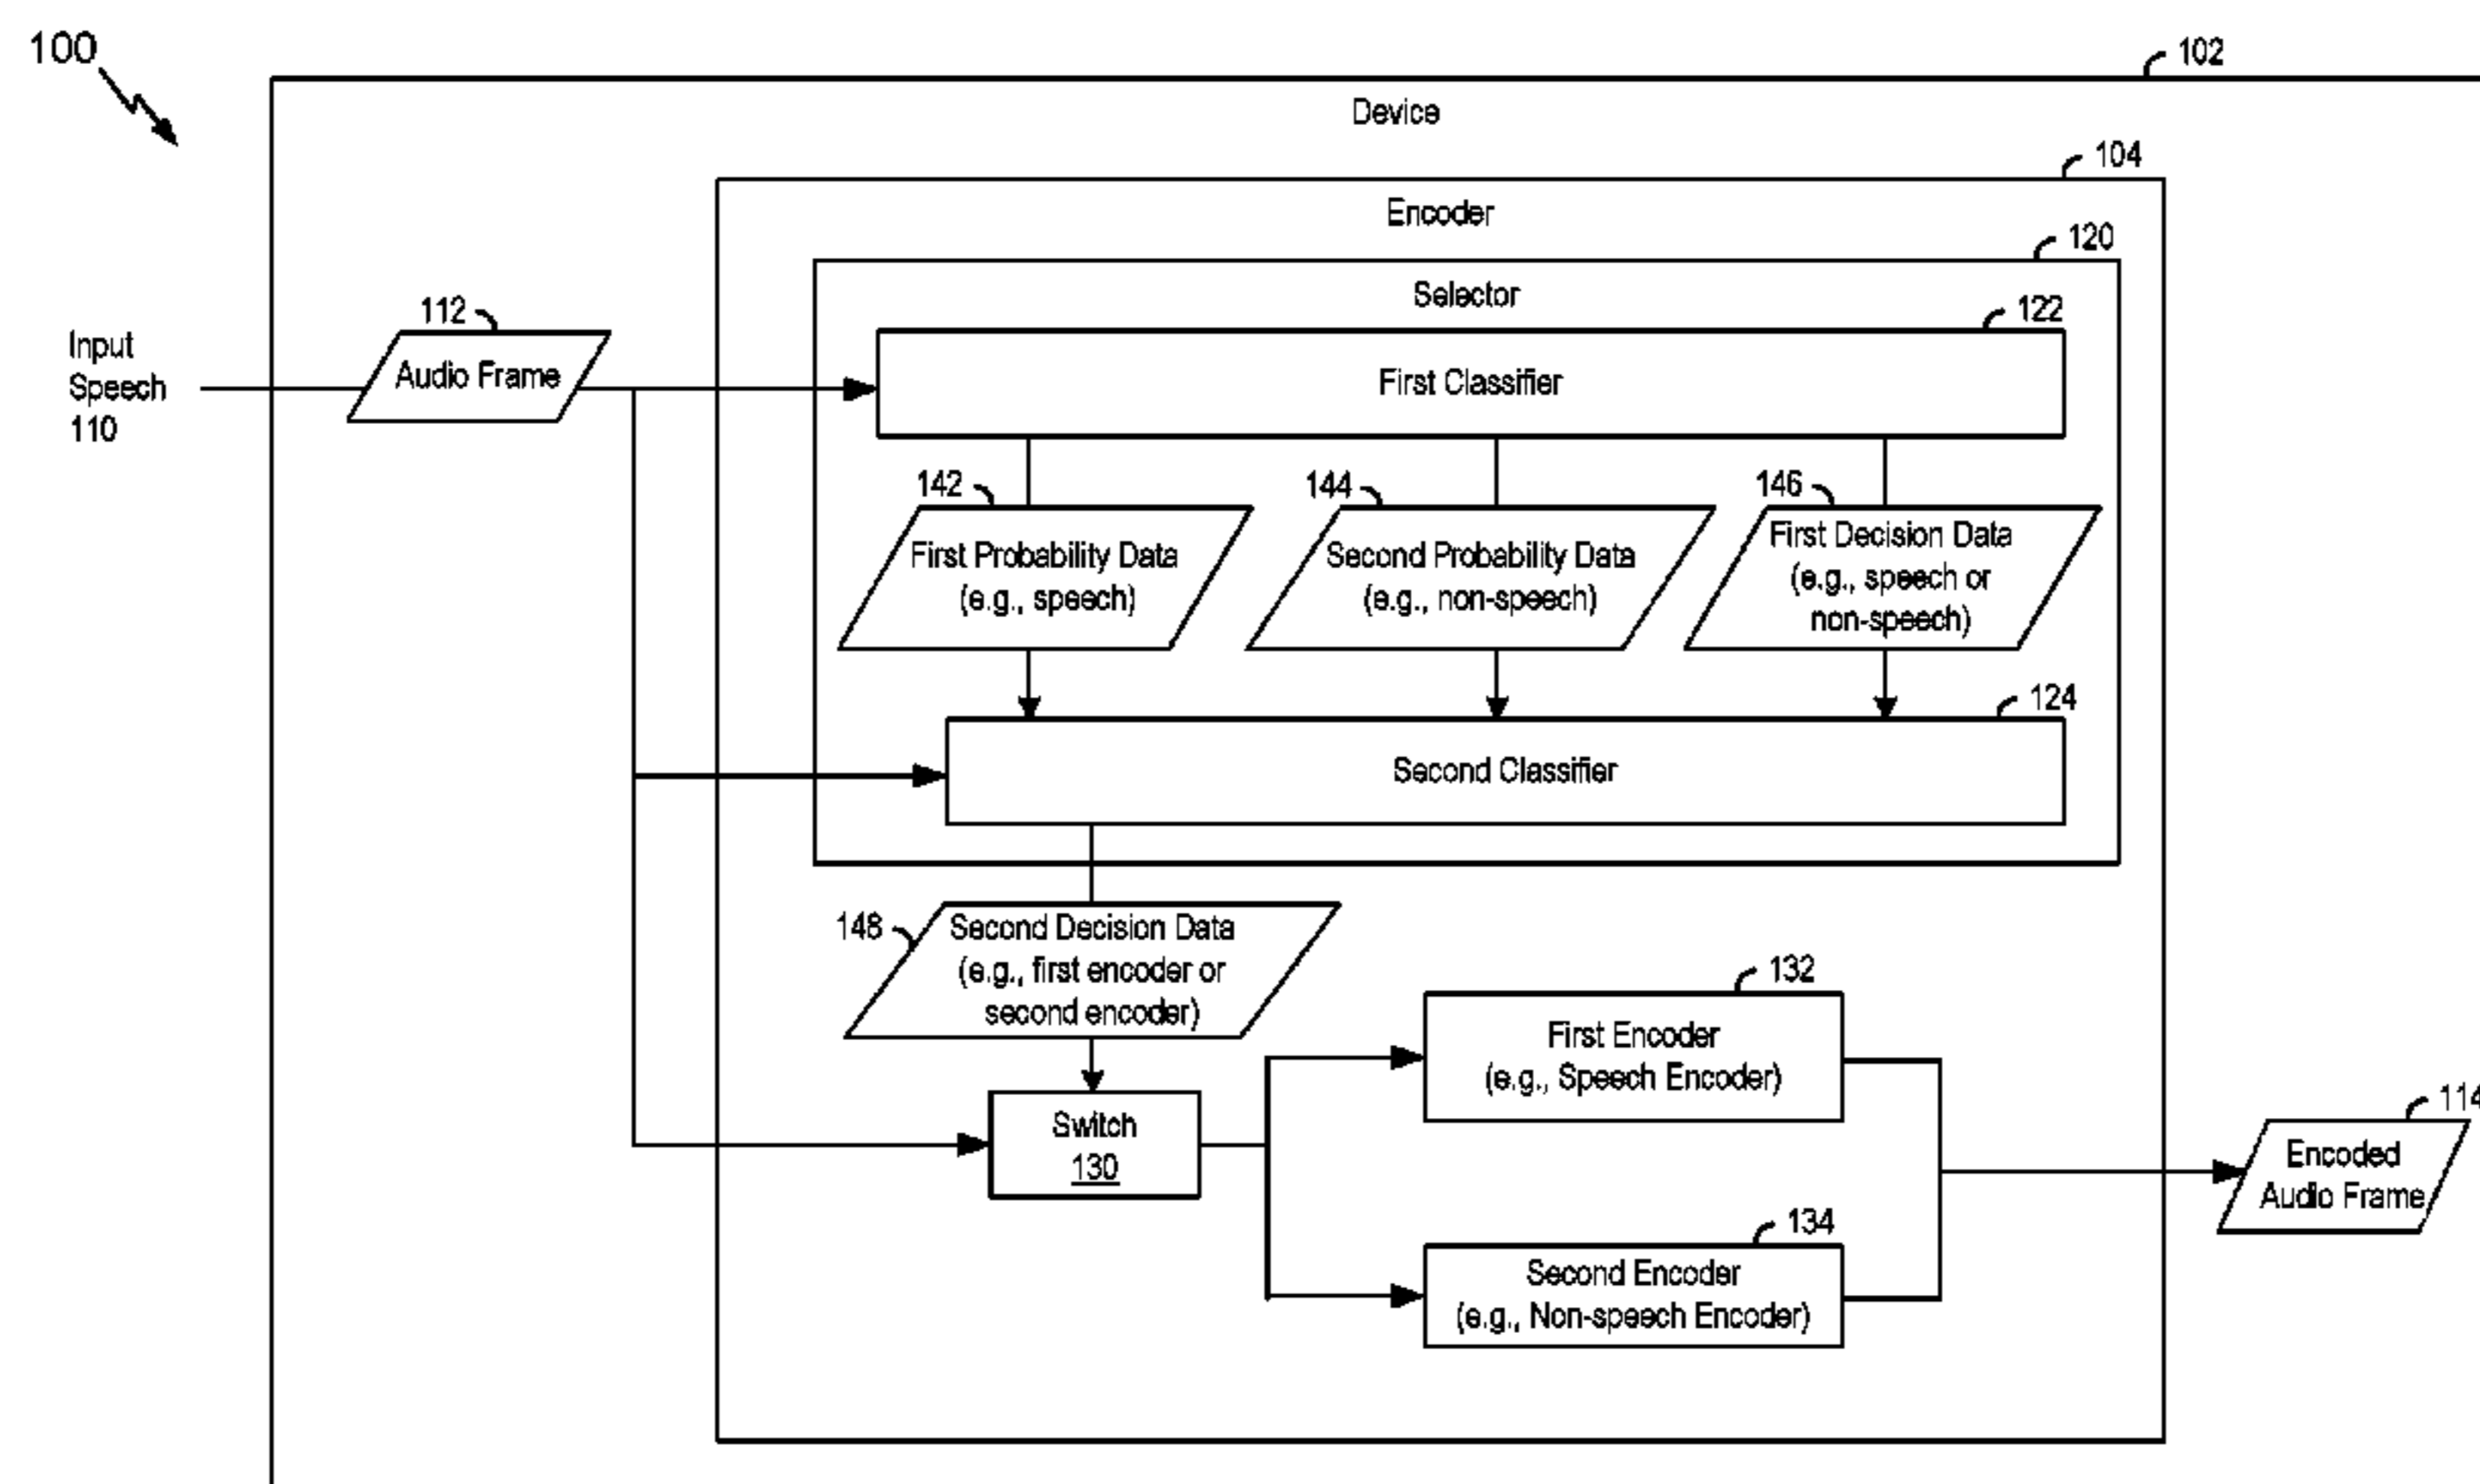 100
102
Device
104
Encoder
120
Selector
112
122
Input
Speech
110
Audio Frame
First Classifier
142
144
146
First Probability Data
(e.g., speech)
Second Probability Data
(e.g., non-speech)
First Decision Data
(e.g., speech or
non-speech)
124
Second Classifier
148
Second Decision Data
(e.g., first encoder or
second encoder)
132
First Encoder
(e.g., Speech Encoder)
Switch
130
114
Encoded
Audio Frame
134
Second Encoder
(e.g., Non-speech Encoder)